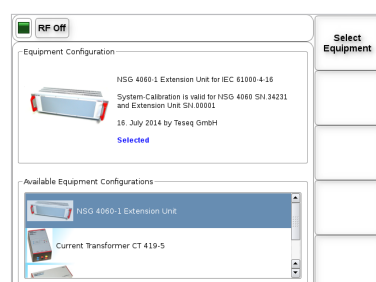 RF Off
Select
Equipment
Equipment Configuration
NSG 4060-1 Extension Unit for IEC 61000-4-16
System-Calibration is valid for NSG 4060 SN.34231
and Extension Unit SN.00001
16. July 2014 by Teseq GmbH
Selected
Available Equipment Configurations
NSG 4060-1 Extension Unit
Current Transformer CT 419-5